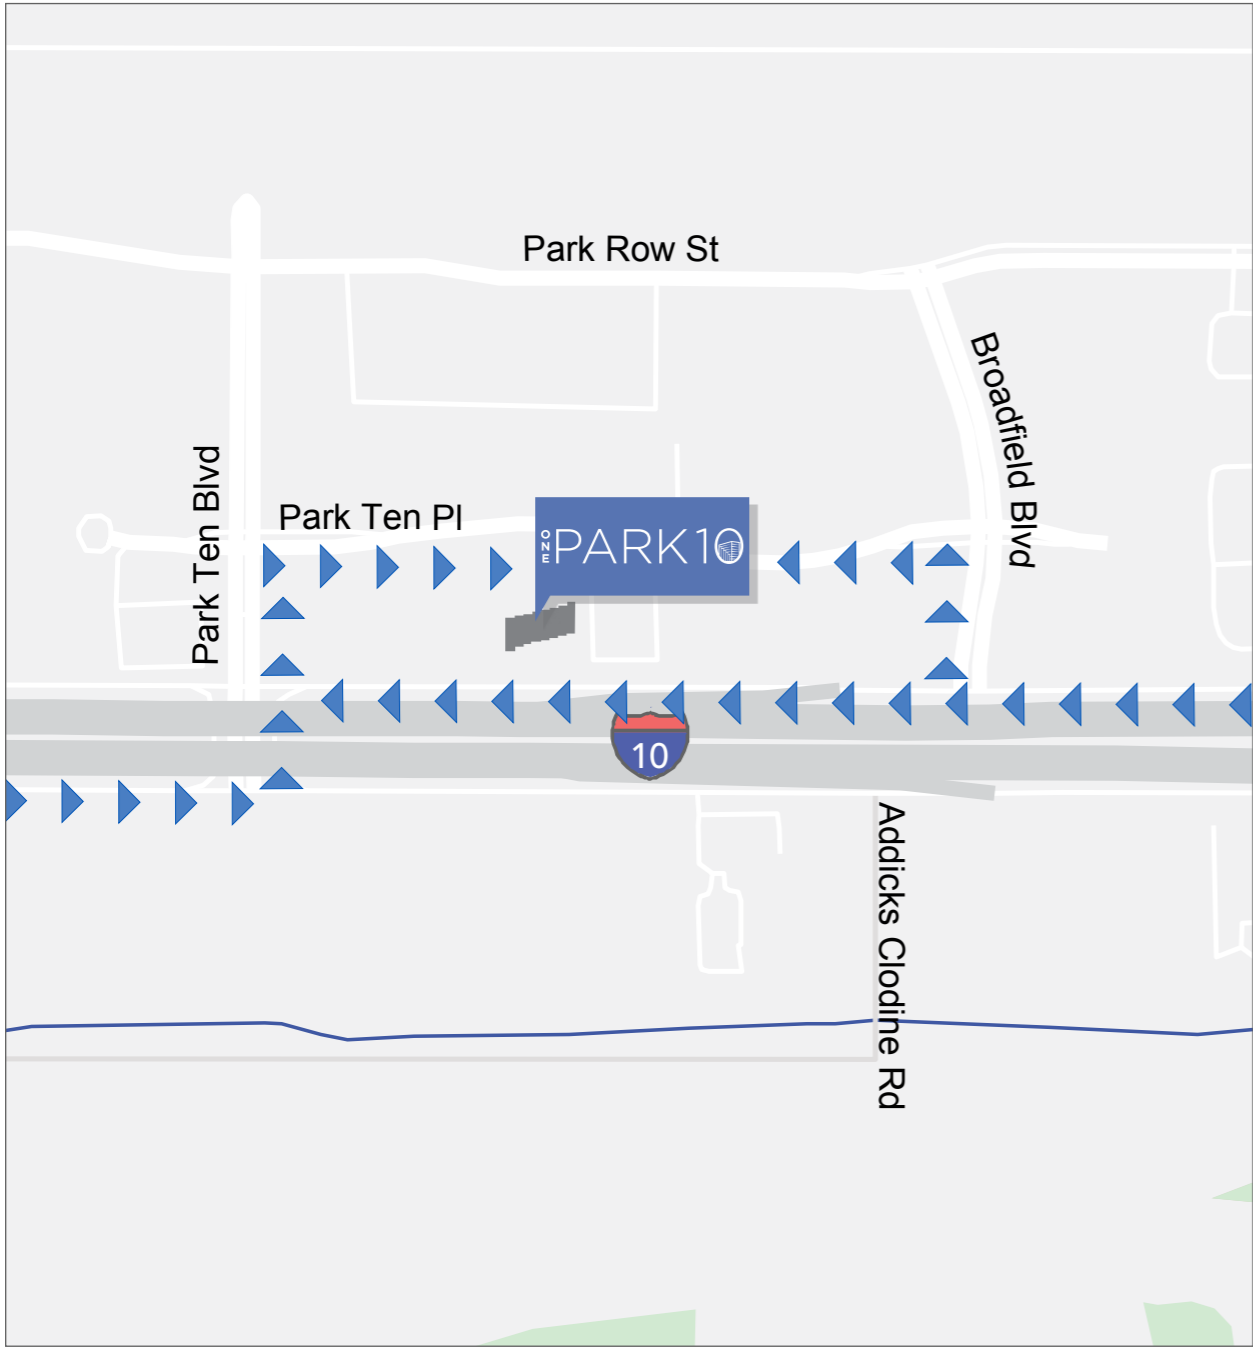 Park Row St
Broadfield Blvd
Park Ten Blvd
Park Ten Pl
ONE PARK10
10
Addicks Clodine Rd